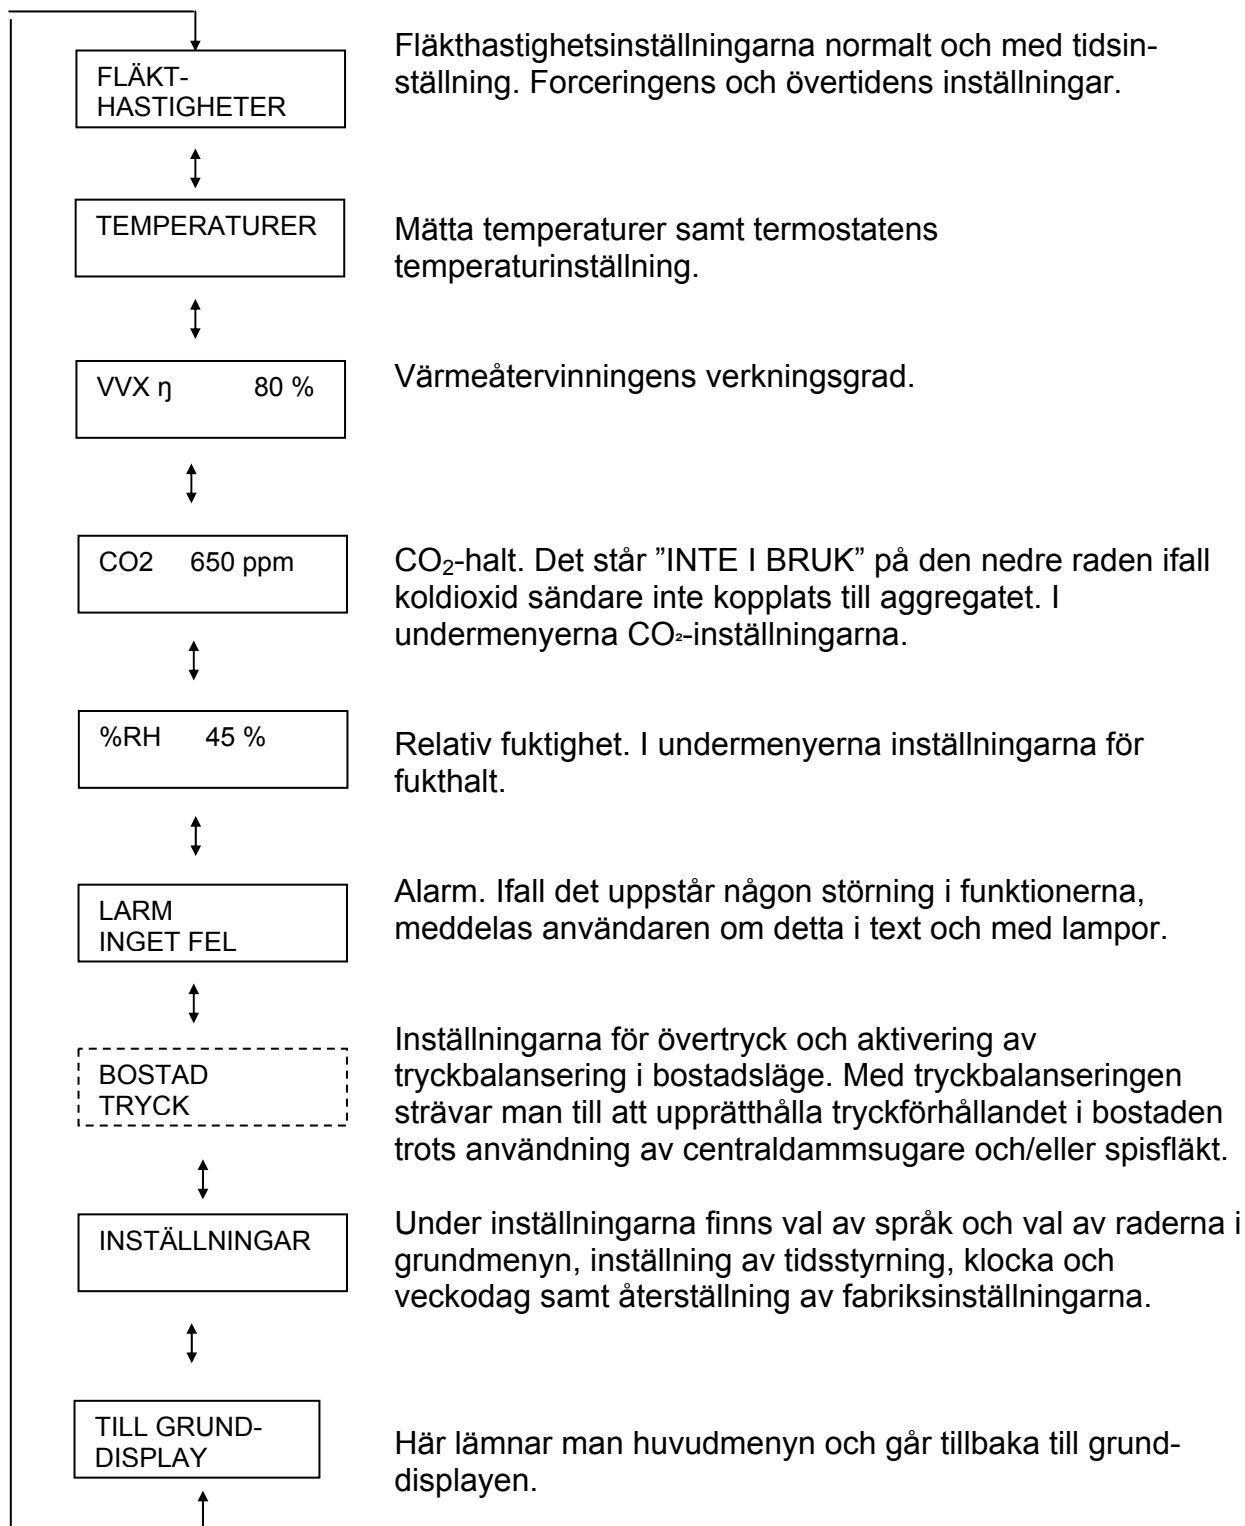 FLÄKT-
HASTIGHETER
Fläkthastighetsinställningarna normalt och med tidsin-
ställning. Forceringens och övertidens inställningar.
TEMPERATURER
Mätta temperaturer samt termostatens
temperaturinställning.
VVX ŋ 80 %
Värmeåtervinningens verkningsgrad.
CO2 650 ppm
CO₂-halt. Det står ”INTE I BRUK” på den nedre raden ifall
koldioxid sändare inte kopplats till aggregatet. I
undermenyerna CO₂-inställningarna.
%RH 45 %
Relativ fuktighet. I undermenyerna inställningarna för
fukthalt.
LARM
INGET FEL
Alarm. Ifall det uppstår någon störning i funktionerna,
meddelas användaren om detta i text och med lampor.
BOSTAD
TRYCK
Inställningarna för övertryck och aktivering av
tryckbalansering i bostadsläge. Med tryckbalanseringen
strävar man till att upprätthålla tryckförhållandet i bostaden
trots användning av centraldammsugare och/eller spisfläkt.
INSTÄLLNINGAR
Under inställningarna finns val av språk och val av raderna i
grundmenyn, inställning av tidsstyrning, klocka och
veckodag samt återställning av fabriksinställningarna.
TILL GRUND-
DISPLAY
Här lämnar man huvudmenyn och går tillbaka till grund-
displayen.